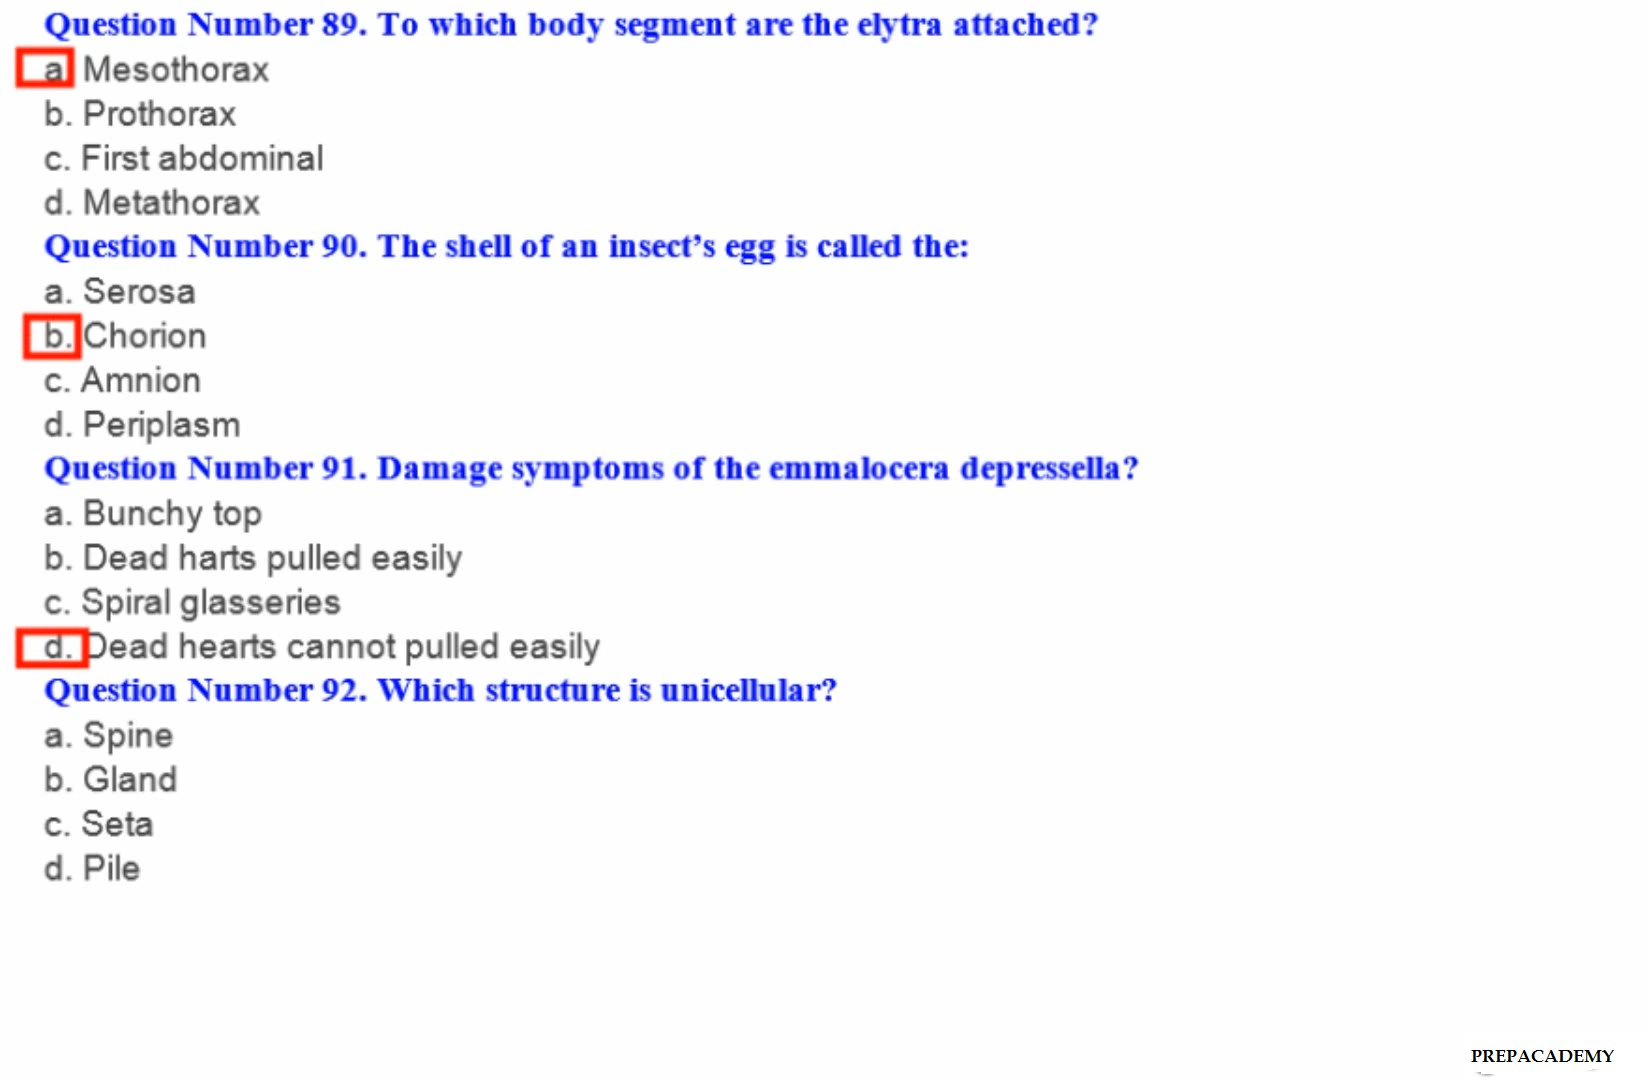 Question Number 89. To which body segment are the elytra attached?
a. Mesothorax
b. Prothorax
c. First abdominal
d. Metathorax
Question Number 90. The shell of an insect's egg is called the:
a. Serosa
b. Chorion
c. Amnion
d. Periplasm
Question Number 91. Damage symptoms of the emmalocera depressella?
a. Bunchy top
b. Dead harts pulled easily
c. Spiral glasseries
d. Dead hearts cannot pulled easily
Question Number 92. Which structure is unicellular?
a. Spine
b. Gland
c. Seta
d. Pile
PREPACADEMY